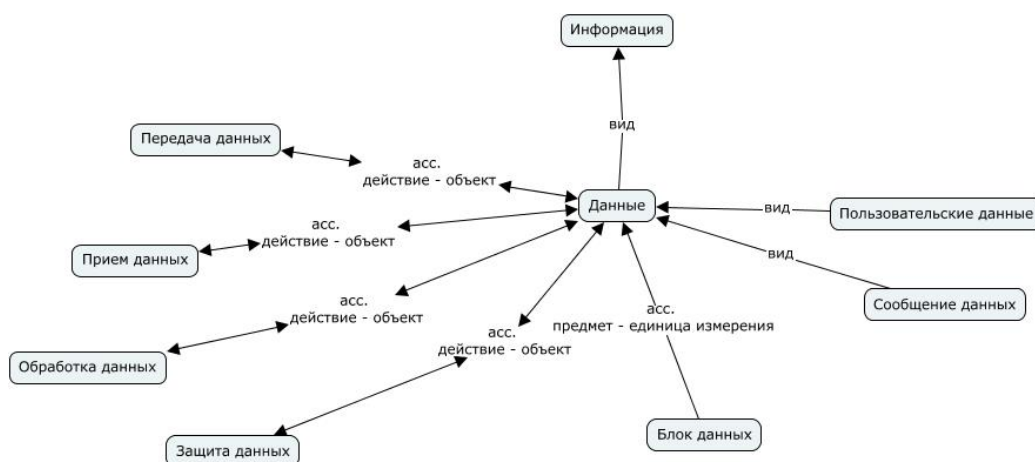 Информация
вид
Передача данных
асс.
действие - объект
Данные
вид
Пользовательские данные
асс.
действие - объект
Прием данных
вид
Сообщение данных
асс.
действие - объект
асс.
предмет - единица измерения
асс.
действие - объект
Обработка данных
Блок данных
Защита данных